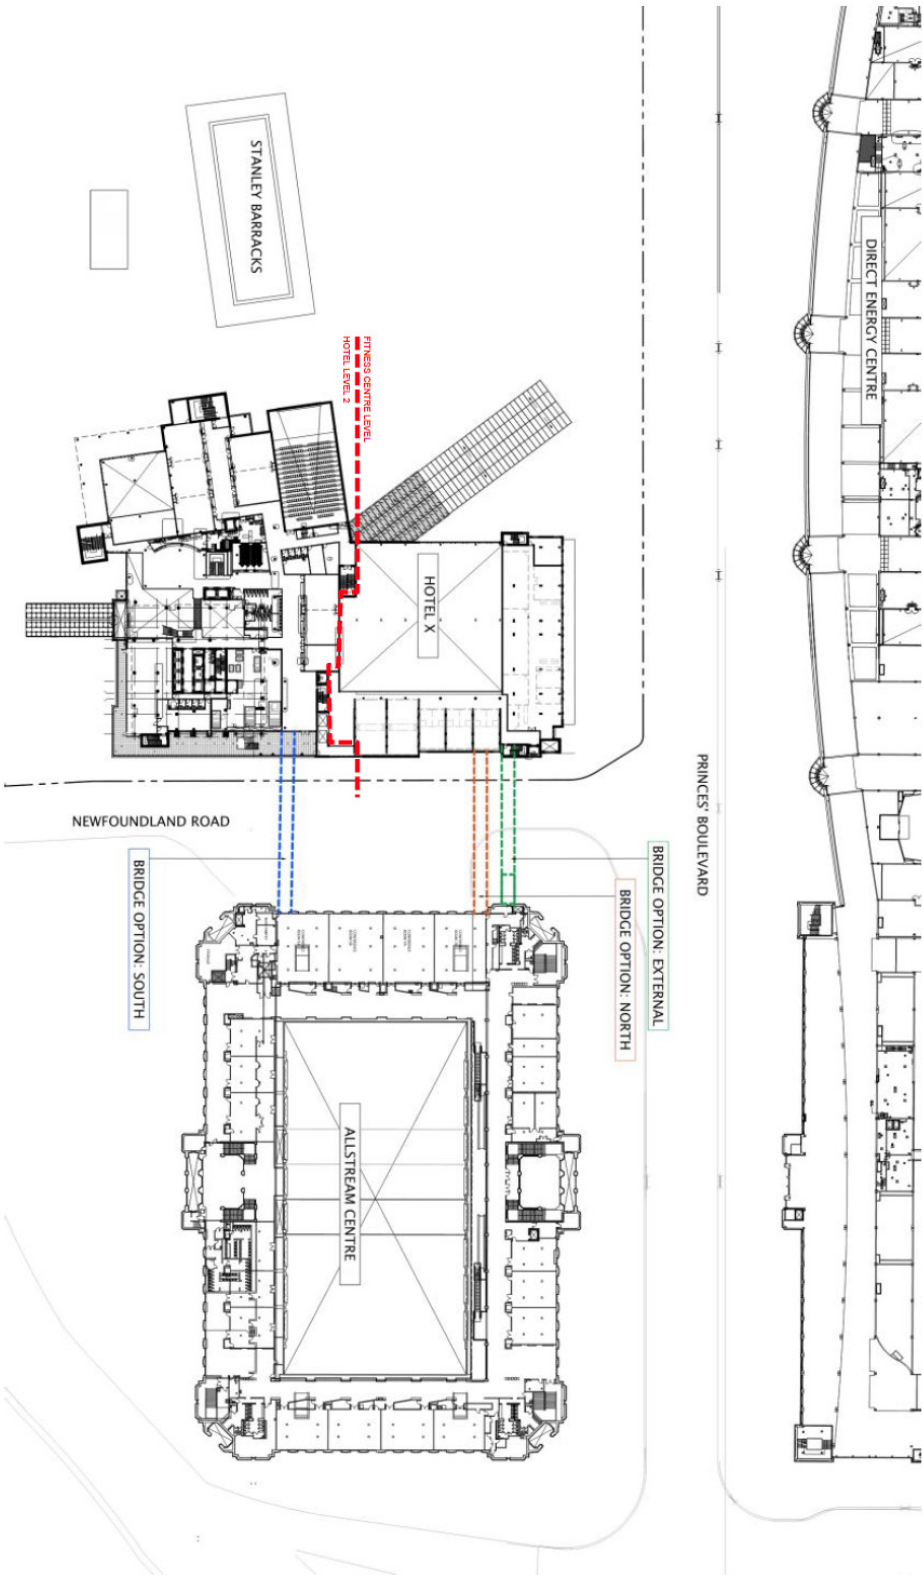 STANLEY BARRACKS
DIRECT ENERGY CENTRE
FITNESS CENTRE LEVEL
HOTEL LEVEL 2
HOTEL X
PRINCES' BOULEVARD
NEWFOUNDLAND ROAD
BRIDGE OPTION: SOUTH
BRIDGE OPTION: EXTERNAL
BRIDGE OPTION: NORTH
ALLSTREAM CENTRE